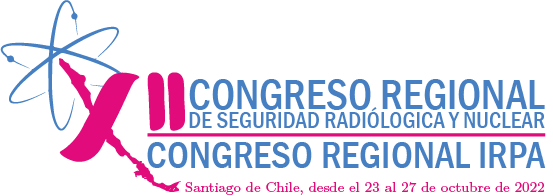 XII CONGRESO REGIONAL
DE SEGURIDAD RADIÓLOGICA Y NUCLEAR
CONGRESO REGIONAL IRPA
Santiago de Chile, desde el 23 al 27 de octubre de 2022